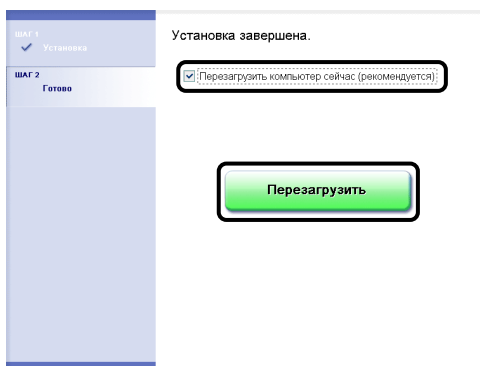 ШАГ 1
Установка
ШАГ 2
Готово
Установка завершена.
Перезагрузить компьютер сейчас (рекомендуется)
Перезагрузить